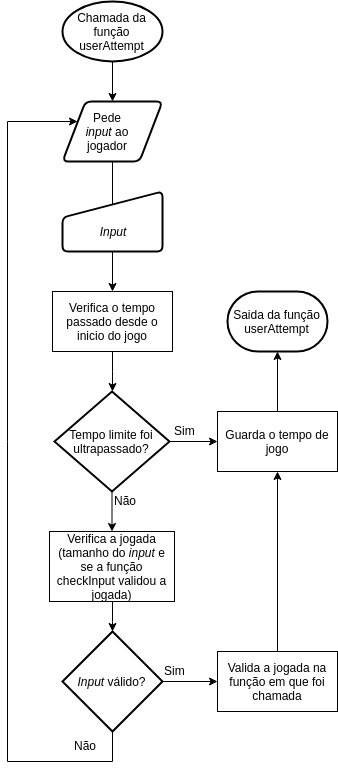 Chamada da
função
userAttempt
Pede
input ao
jogador
Input
Verifica o tempo
passado desde o
inicio do jogo
Saida da função
userAttempt
Tempo limite foi
ultrapassado?
Sim
Guarda o tempo de
jogo
Não
Verifica a jogada
(tamanho do input e
se a função
checkInput validou a
jogada)
Input válido?
Sim
Valida a jogada na
função em que foi
chamada
Não